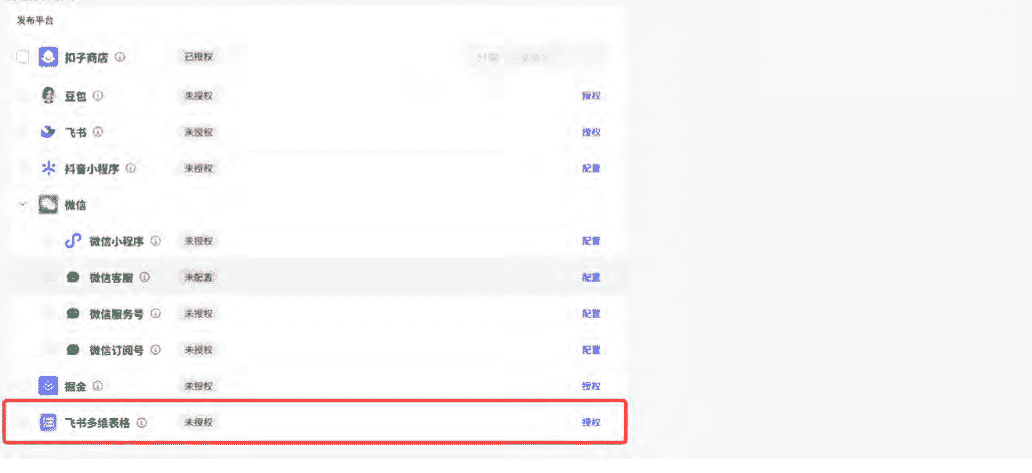 发布平台
扣子商店 已授权
豆包 未授权 授权
飞书 未授权 授权
抖音小程序 未授权 配置
微信
微信小程序 未授权 配置
微信客服 未配置 配置
微信服务号 未授权 配置
微信订阅号 未授权 配置
掘金 未授权 授权
飞书多维表格 未授权 授权